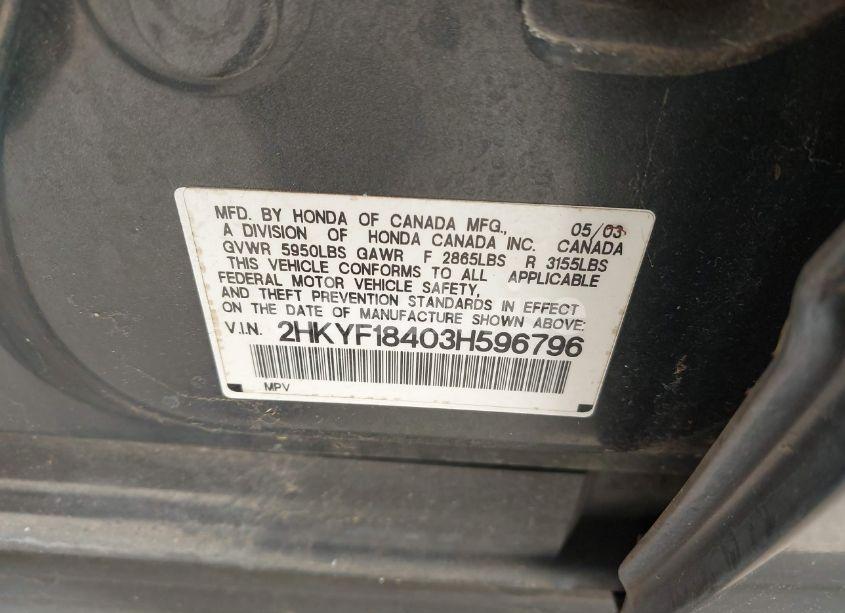 MFD. BY HONDA OF CANADA MFG., 05/03
A DIVISION OF HONDA CANADA INC. CANADA
GVWR 5950LBS GAWR F 2865LBS R 3155LBS
THIS VEHICLE CONFORMS TO ALL APPLICABLE
FEDERAL MOTOR VEHICLE SAFETY,
AND THEFT PREVENTION STANDARDS IN EFFECT
ON THE DATE OF MANUFACTURE SHOWN ABOVE:
V.I.N. 2HKYF18403H596796
MPV